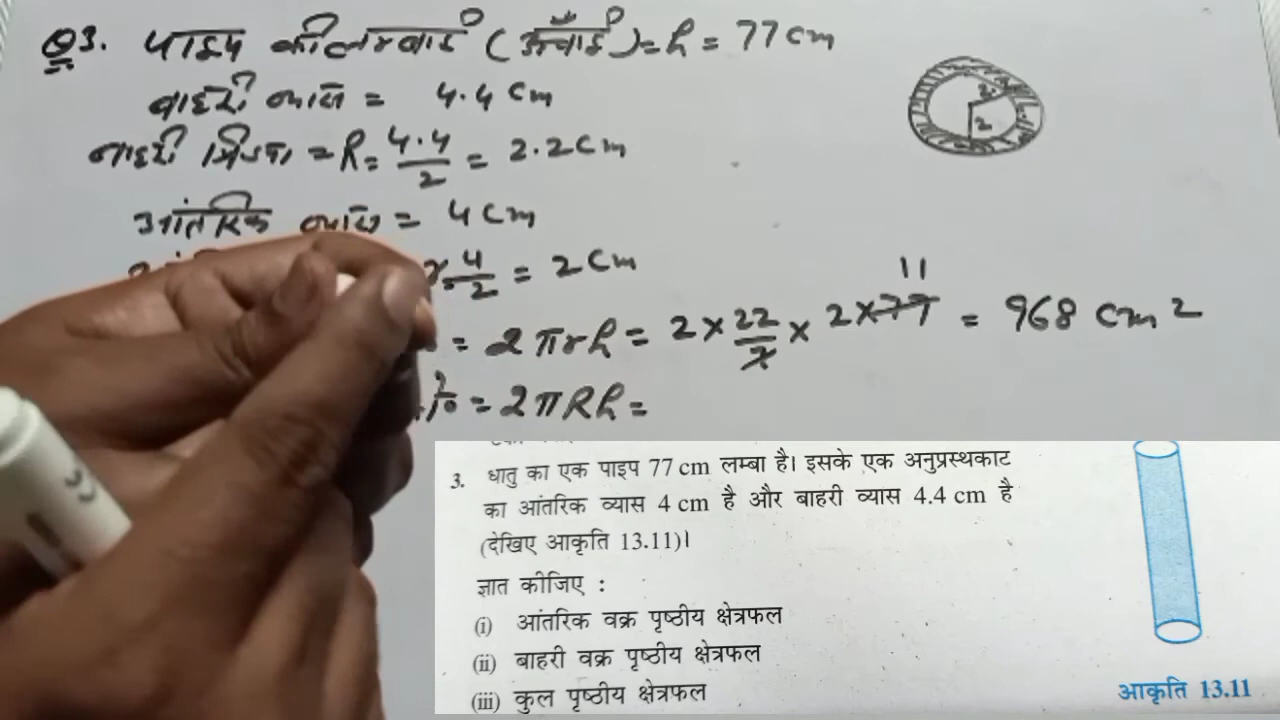 Q3. पाइप की लम्बाई (ऊँचाई) = h = 77 cm
बाहरी व्यास = 4.4 cm
बाहरी त्रिज्या = R = 4.4/2 = 2.2 cm
आंतरिक व्यास = 4 cm
r = 4/2 = 2 cm
= 2πrh = 2 × 22/7 × 2 × 77 = 968 cm2
11
= 2πRh =
2
3. धातु का एक पाइप 77 cm लम्बा है। इसके एक अनुप्रस्थकाट
का आंतरिक व्यास 4 cm है और बाहरी व्यास 4.4 cm है
(देखिए आकृति 13.11)।
ज्ञात कीजिए :
(i) आंतरिक वक्र पृष्ठीय क्षेत्रफल
(ii) बाहरी वक्र पृष्ठीय क्षेत्रफल
(iii) कुल पृष्ठीय क्षेत्रफल
आकृति 13.11